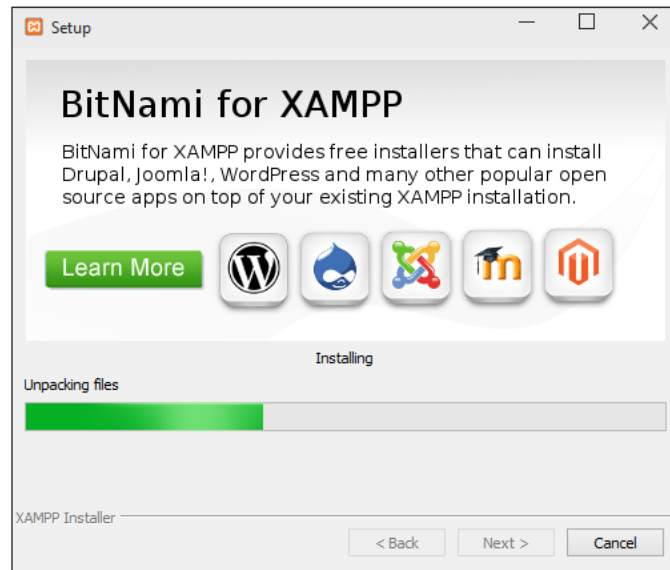 Setup
BitNami for XAMPP
BitNami for XAMPP provides free installers that can install
Drupal, Joomla!, WordPress and many other popular open
source apps on top of your existing XAMPP installation.
Learn More
Installing
Unpacking files
XAMPP Installer
< Back
Next >
Cancel